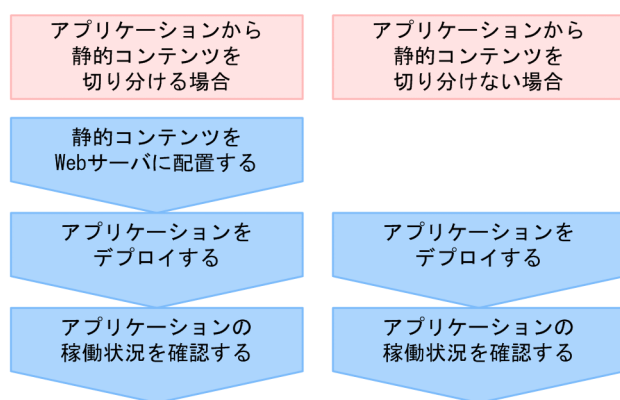 アプリケーションから
静的コンテンツを
切り分ける場合
アプリケーションから
静的コンテンツを
切り分けない場合
静的コンテンツを
Webサーバに配置する
アプリケーションを
デプロイする
アプリケーションを
デプロイする
アプリケーションの
稼働状況を確認する
アプリケーションの
稼働状況を確認する